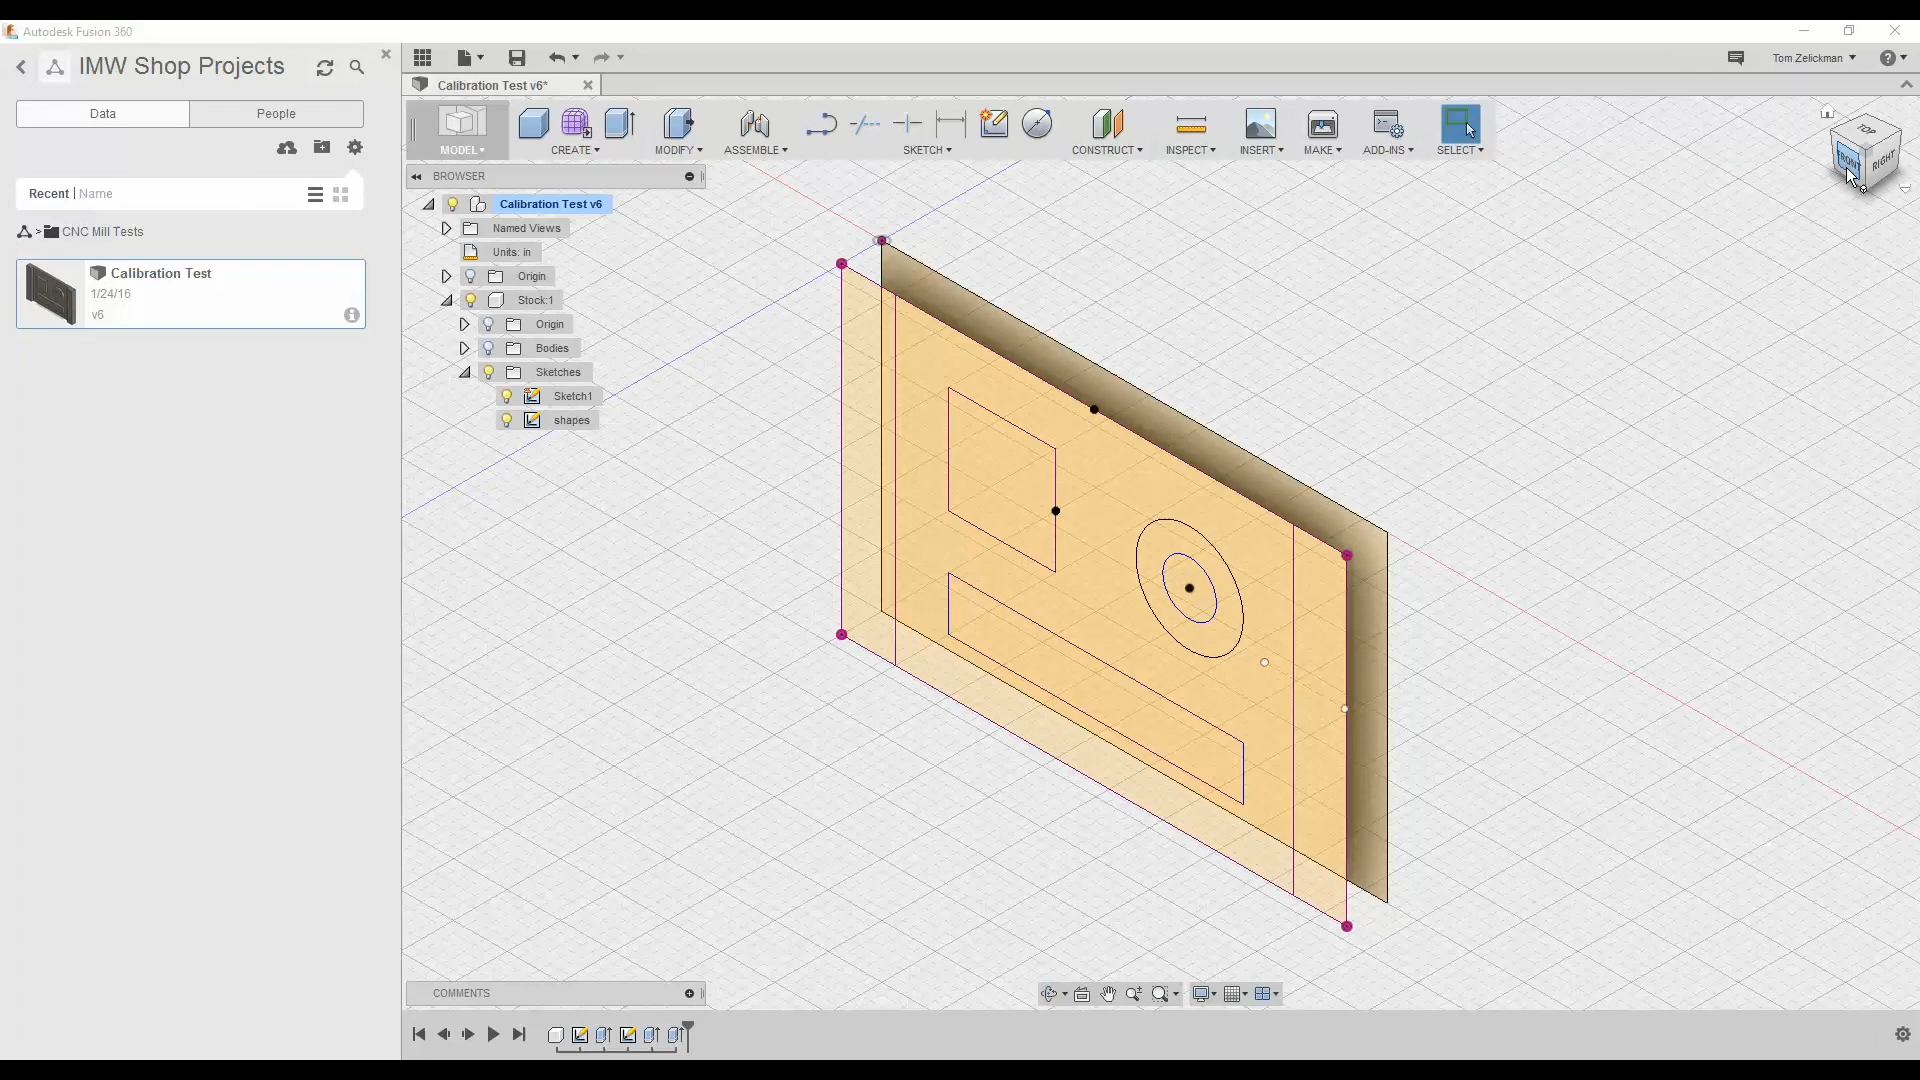 Autodesk Fusion 360
IMW Shop Projects
Data
People
Recent | Name
> CNC Mill Tests
Calibration Test
1/24/16
v6
Tom Zelickman
Calibration Test v6*
MODEL
CREATE
MODIFY
ASSEMBLE
SKETCH
CONSTRUCT
INSPECT
INSERT
MAKE
ADD-INS
SELECT
TOP
FRONT
RIGHT
BROWSER
Calibration Test v6
Named Views
Units: in
Origin
Stock:1
Origin
Bodies
Sketches
Sketch1
shapes
COMMENTS